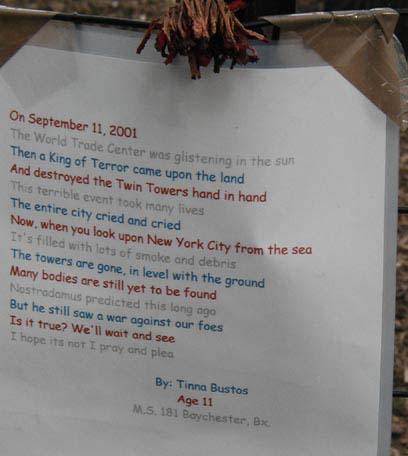 On September 11, 2001
The World Trade Center was glistening in the sun
Then a King of Terror came upon the land
And destroyed the Twin Towers hand in hand
This terrible event took many lives
The entire city cried and cried
Now, when you look upon New York City from the sea
It's filled with lots of smoke and debris
The towers are gone, in level with the ground
Many bodies are still yet to be found
Nostradamus predicted this long ago
But he still saw a war against our foes
Is it true? We'll wait and see
I hope its not I pray and plea
By: Tinna Bustos
Age 11
M.S. 181 Baychester, Bx.